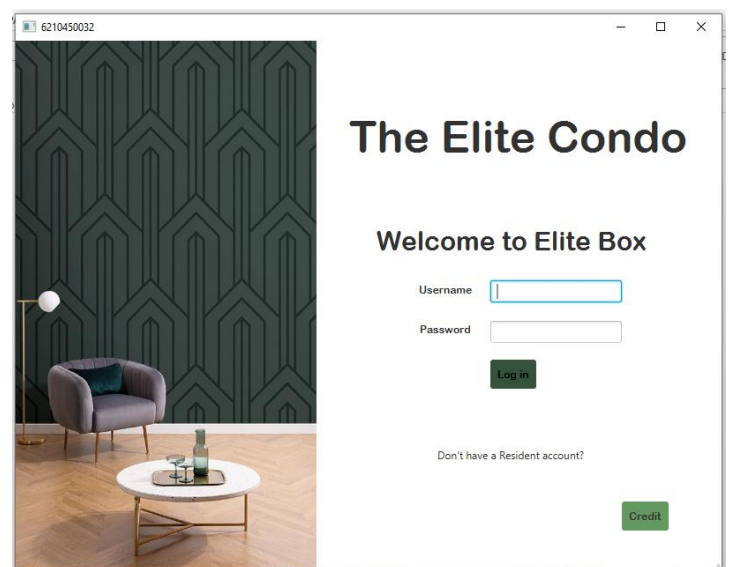 6210450032
The Elite Condo
Welcome to Elite Box
Username
Password
Log in
Don't have a Resident account?
Credit